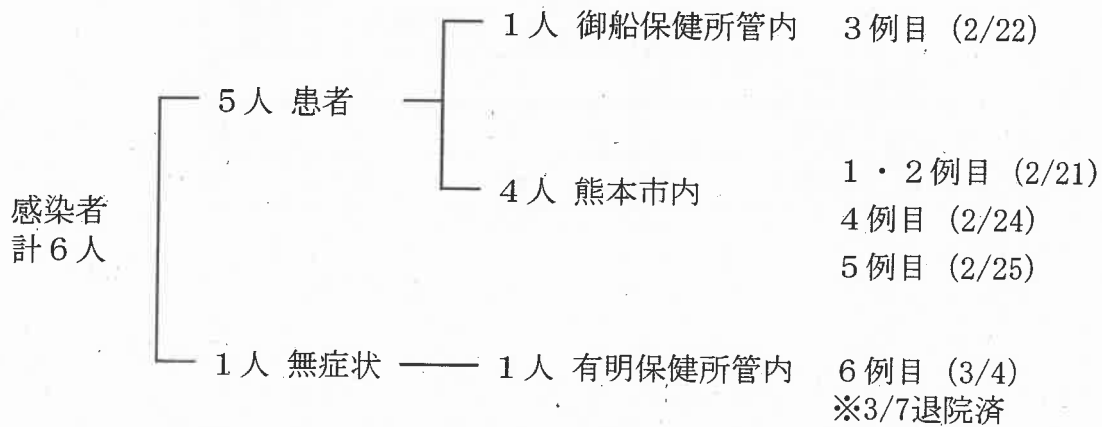 1人 御船保健所管内 3例目 (2/22)
5人 患者
4人 熊本市内
1・2例目 (2/21)
4例目 (2/24)
5例目 (2/25)
感染者
計6人
1人 無症状 1人 有明保健所管内 6例目 (3/4)
※3/7退院済